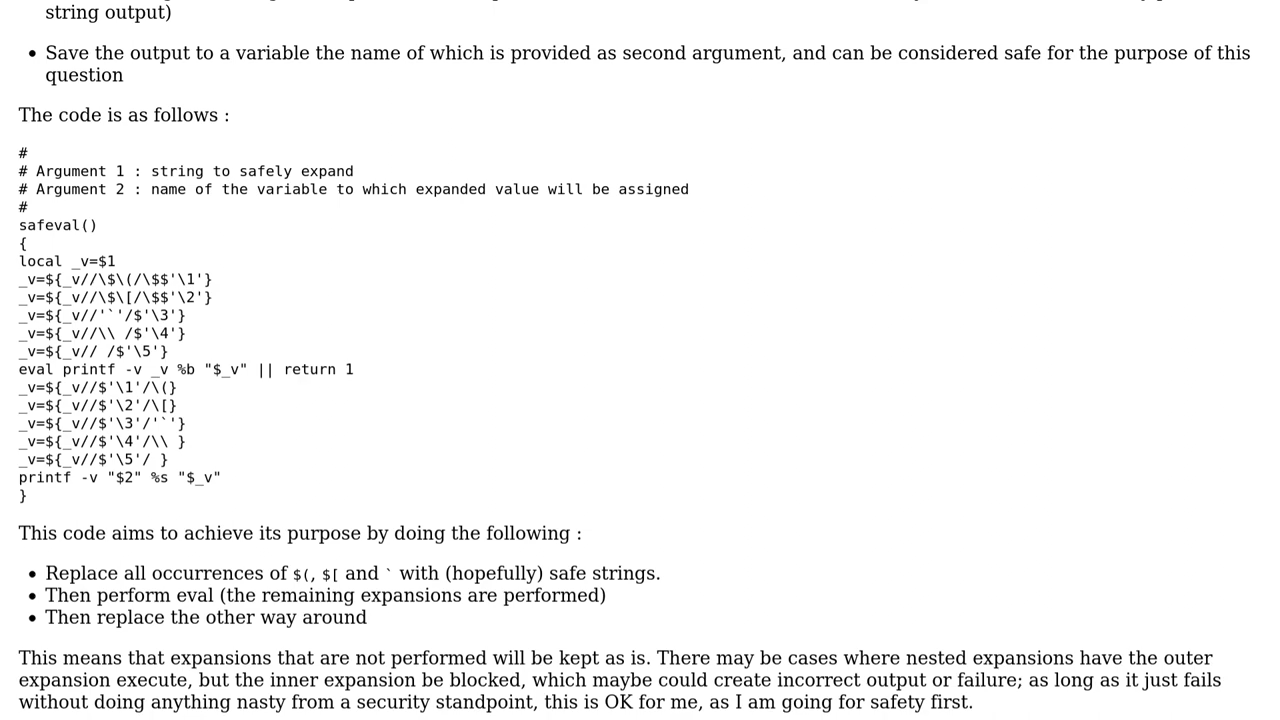 string output)
• Save the output to a variable the name of which is provided as second argument, and can be considered safe for the purpose of this
question
The code is as follows :
#
# Argument 1 : string to safely expand
# Argument 2 : name of the variable to which expanded value will be assigned
#
safeval()
{
local _v=$1
_v=${_v//\$\(/\$$'\1'}
_v=${_v//\$\[/\$$'\2'}
_v=${_v//'`'/$'\3'}
_v=${_v//\\ /$'\4'}
_v=${_v// /$'\5'}
eval printf -v _v %b "$_v" || return 1
_v=${_v//$'\1'/\(}
_v=${_v//$'\2'/\[}
_v=${_v//$'\3'/'`'}
_v=${_v//$'\4'/\\ }
_v=${_v//$'\5'/ }
printf -v "$2" %s "$_v"
}
This code aims to achieve its purpose by doing the following :
• Replace all occurrences of $(, $[ and ` with (hopefully) safe strings.
• Then perform eval (the remaining expansions are performed)
• Then replace the other way around
This means that expansions that are not performed will be kept as is. There may be cases where nested expansions have the outer
expansion execute, but the inner expansion be blocked, which maybe could create incorrect output or failure; as long as it just fails
without doing anything nasty from a security standpoint, this is OK for me, as I am going for safety first.